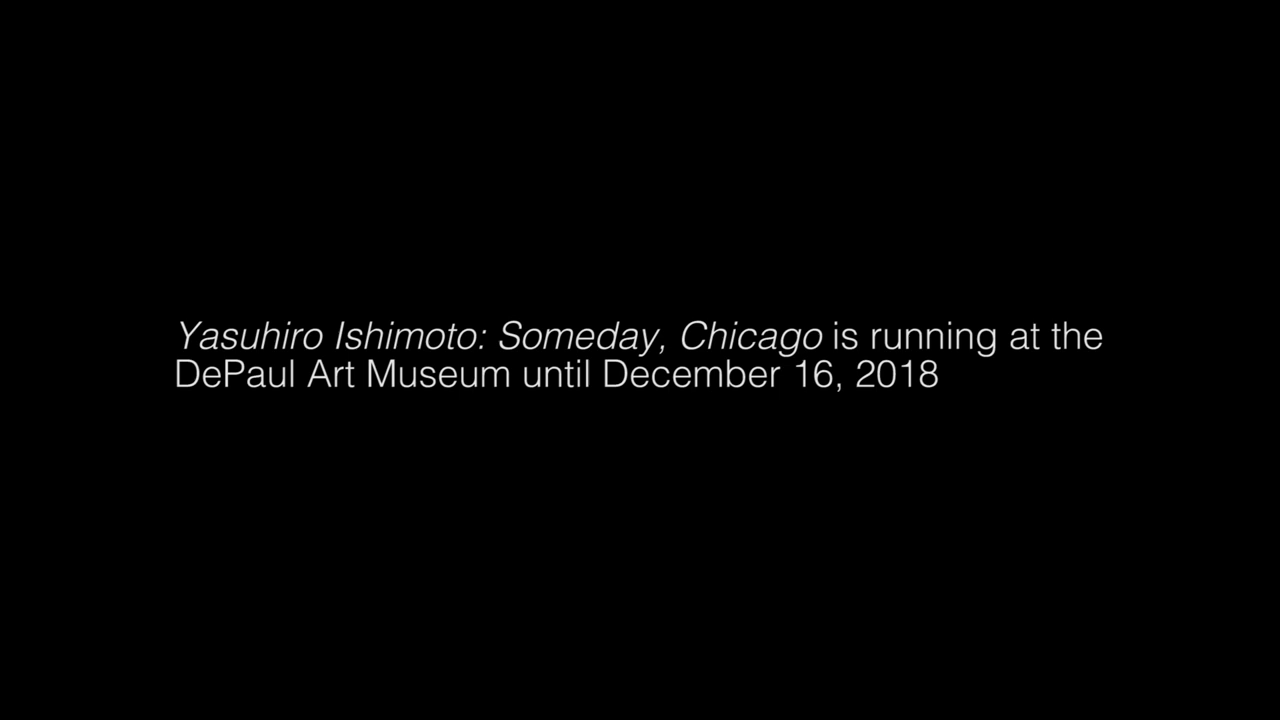 Yasuhiro Ishimoto: Someday, Chicago is running at the
DePaul Art Museum until December 16, 2018